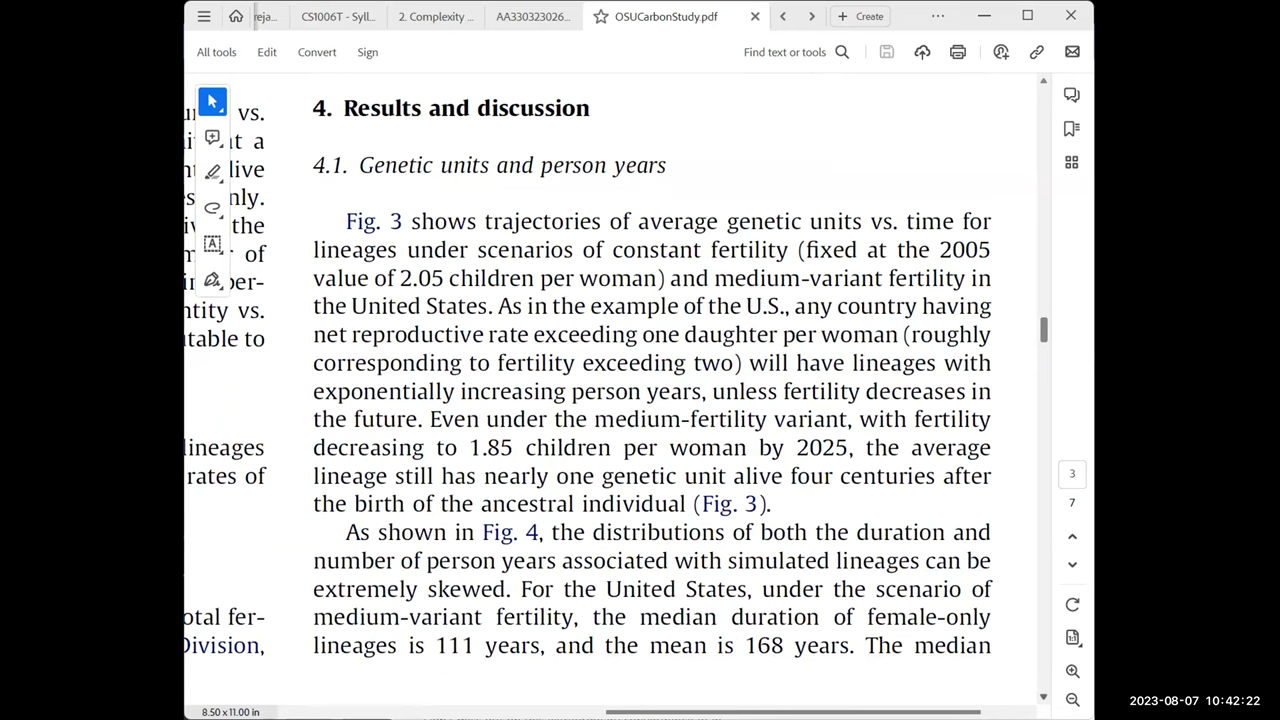 reja...
CS1006T - Syll...
2. Complexity ...
AA330323026...
OSUCarbonStudy.pdf
Create
All tools
Edit
Convert
Sign
Find text or tools
vs.
at a
live
nly.
the
of
per-
ntity vs.
utable to
lineages
rates of
otal fer-
Division,
4. Results and discussion
4.1. Genetic units and person years
Fig. 3 shows trajectories of average genetic units vs. time for
lineages under scenarios of constant fertility (fixed at the 2005
value of 2.05 children per woman) and medium-variant fertility in
the United States. As in the example of the U.S., any country having
net reproductive rate exceeding one daughter per woman (roughly
corresponding to fertility exceeding two) will have lineages with
exponentially increasing person years, unless fertility decreases in
the future. Even under the medium-fertility variant, with fertility
decreasing to 1.85 children per woman by 2025, the average
lineage still has nearly one genetic unit alive four centuries after
the birth of the ancestral individual (Fig. 3).
As shown in Fig. 4, the distributions of both the duration and
number of person years associated with simulated lineages can be
extremely skewed. For the United States, under the scenario of
medium-variant fertility, the median duration of female-only
lineages is 111 years, and the mean is 168 years. The median
3
7
8.50 x 11.00 in
2023-08-07 10:42:22